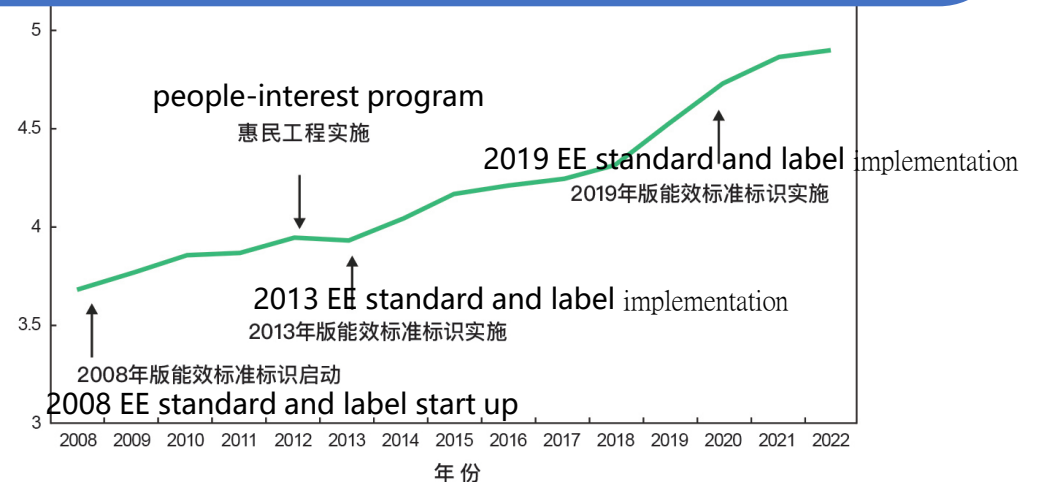 5
people-interest program
惠民工程实施
4.5
2019 EE standard and label implementation
2019年版能效标准标识实施
4
2013 EE standard and label implementation
2013年版能效标准标识实施
3.5
2008年版能效标准标识启动
2008 EE standard and label start up
3
2008 2009 2010 2011 2012 2013 2014 2015 2016 2017 2018 2019 2020 2021 2022
年 份